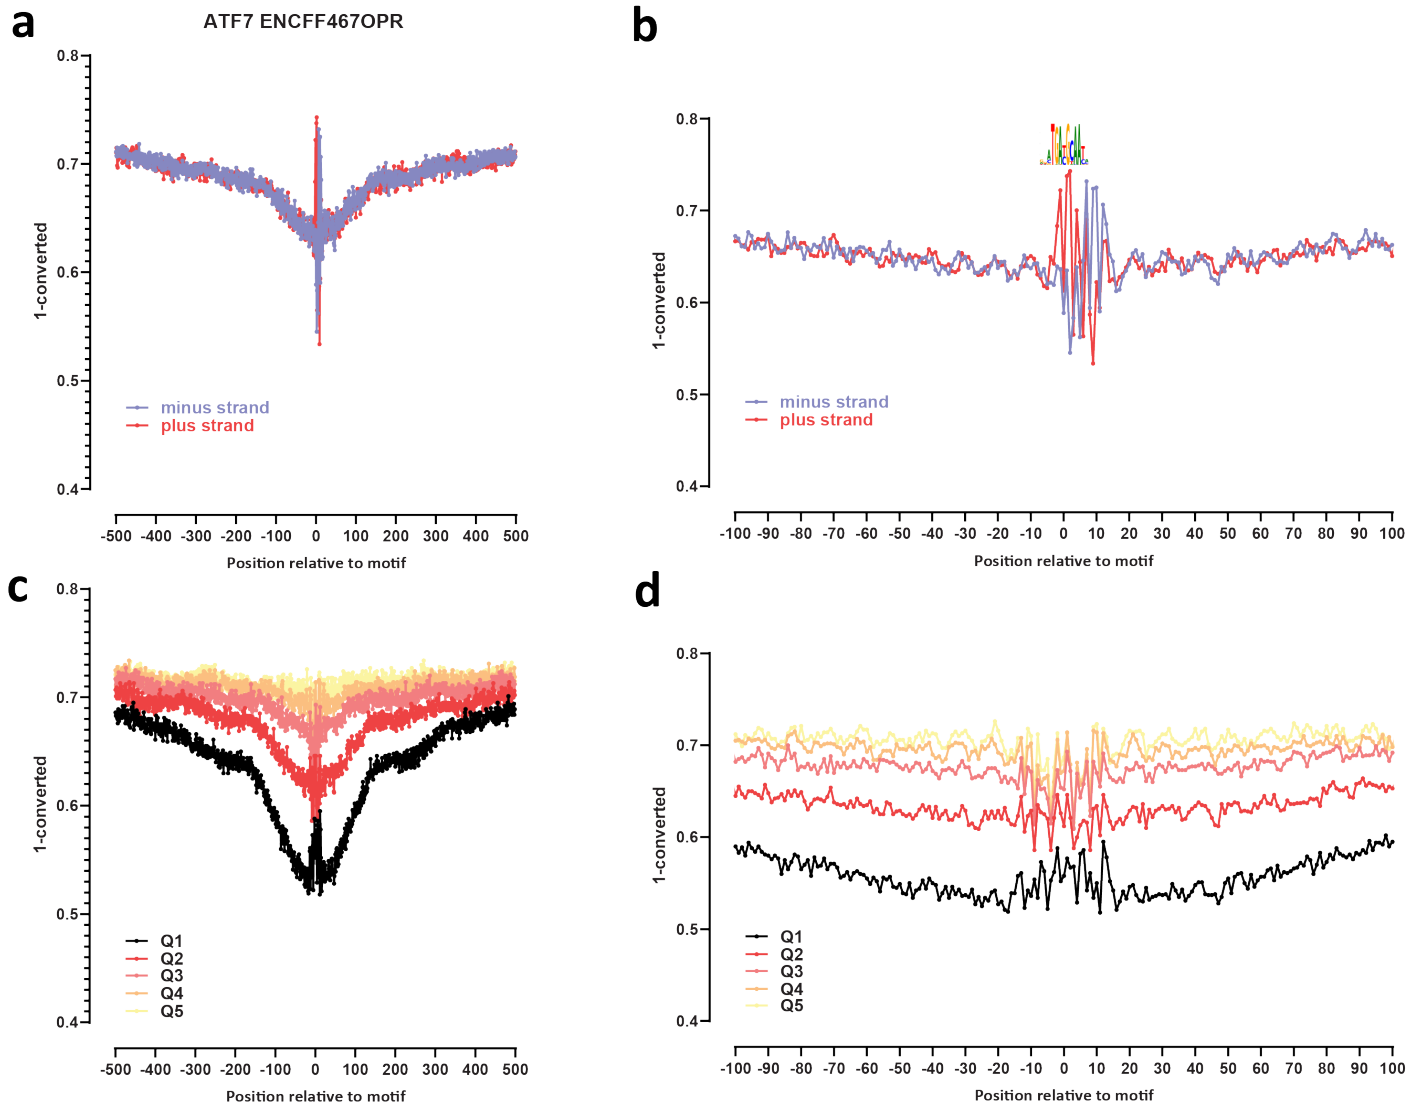 a
ATF7 ENCFF467OPR
0.8
0.7
0.6
0.5
0.4
1-converted
minus strand
plus strand
-500 -400 -300 -200 -100 0 100 200 300 400 500
Position relative to motif
b
0.8
0.7
0.6
0.5
0.4
1-converted
minus strand
plus strand
-100 -90 -80 -70 -60 -50 -40 -30 -20 -10 0 10 20 30 40 50 60 70 80 90 100
Position relative to motif
c
0.8
0.7
0.6
0.5
0.4
1-converted
Q1
Q2
Q3
Q4
Q5
-500 -400 -300 -200 -100 0 100 200 300 400 500
Position relative to motif
d
0.8
0.7
0.6
0.5
0.4
1-converted
Q1
Q2
Q3
Q4
Q5
-100 -90 -80 -70 -60 -50 -40 -30 -20 -10 0 10 20 30 40 50 60 70 80 90 100
Position relative to motif